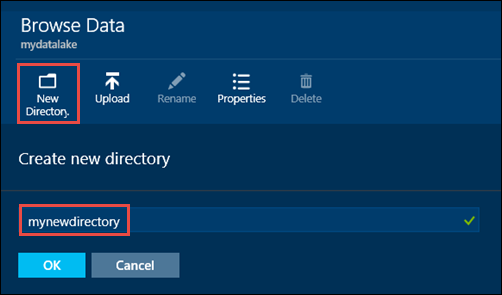 Browse Data
mydatalake
New Upload Rename Properties Delete
Directory
Create new directory
mynewdirectory
OK Cancel